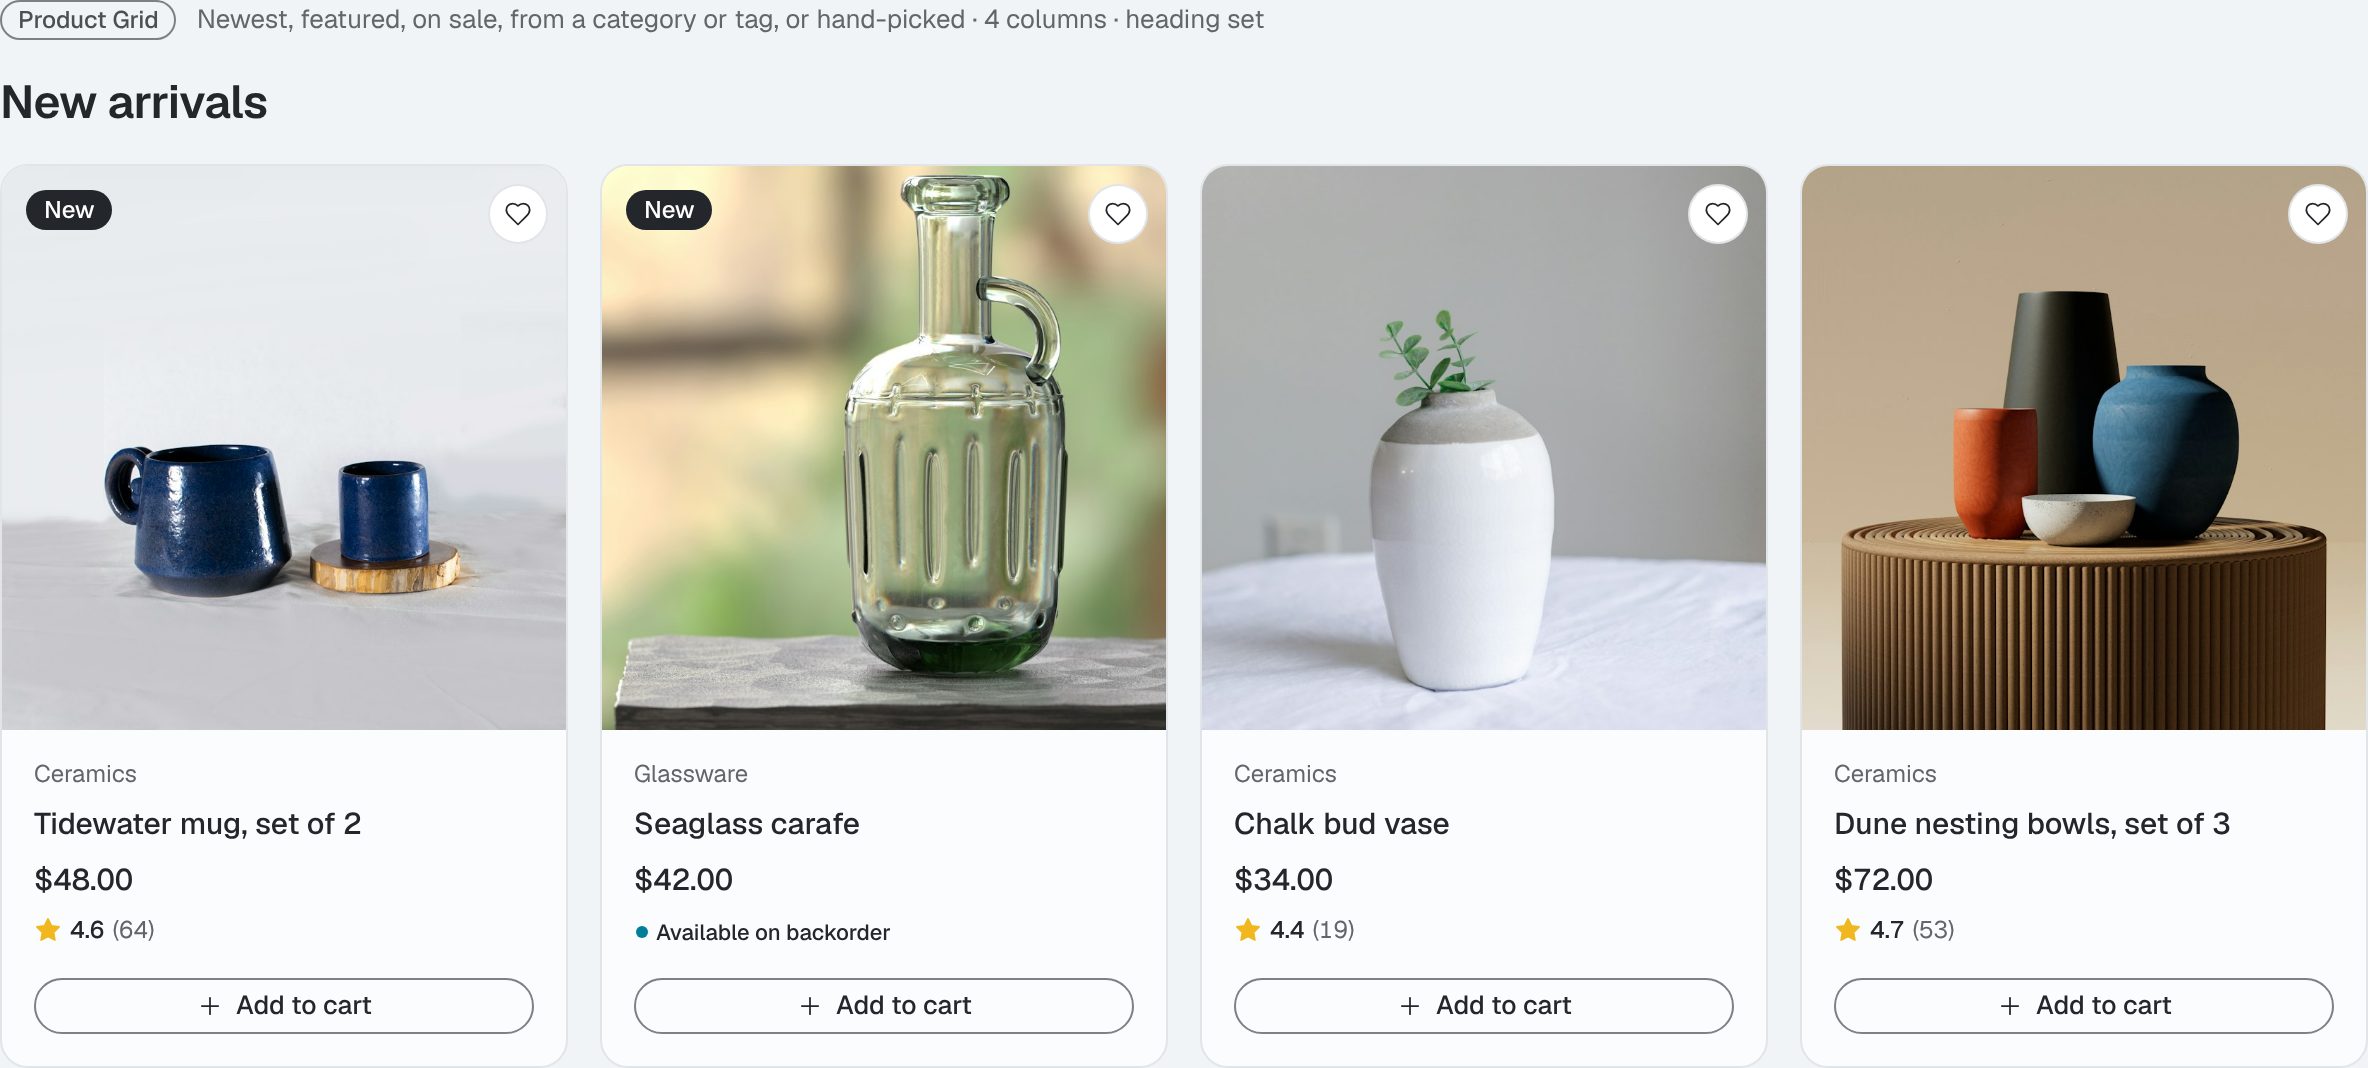 Product Grid Newest, featured, on sale, from a category or tag, or hand-picked · 4 columns · heading set
New arrivals
New
New
Ceramics
Tidewater mug, set of 2
$48.00
4.6 (64)
+ Add to cart
Glassware
Seaglass carafe
$42.00
Available on backorder
+ Add to cart
Ceramics
Chalk bud vase
$34.00
4.4 (19)
+ Add to cart
Ceramics
Dune nesting bowls, set of 3
$72.00
4.7 (53)
+ Add to cart